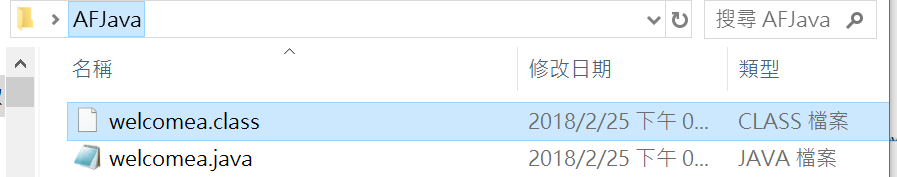 AFJava
搜尋 AFJava
名稱 修改日期 類型
welcomea.class 2018/2/25 下午 0... CLASS 檔案
welcomea.java 2018/2/25 下午 0... JAVA 檔案